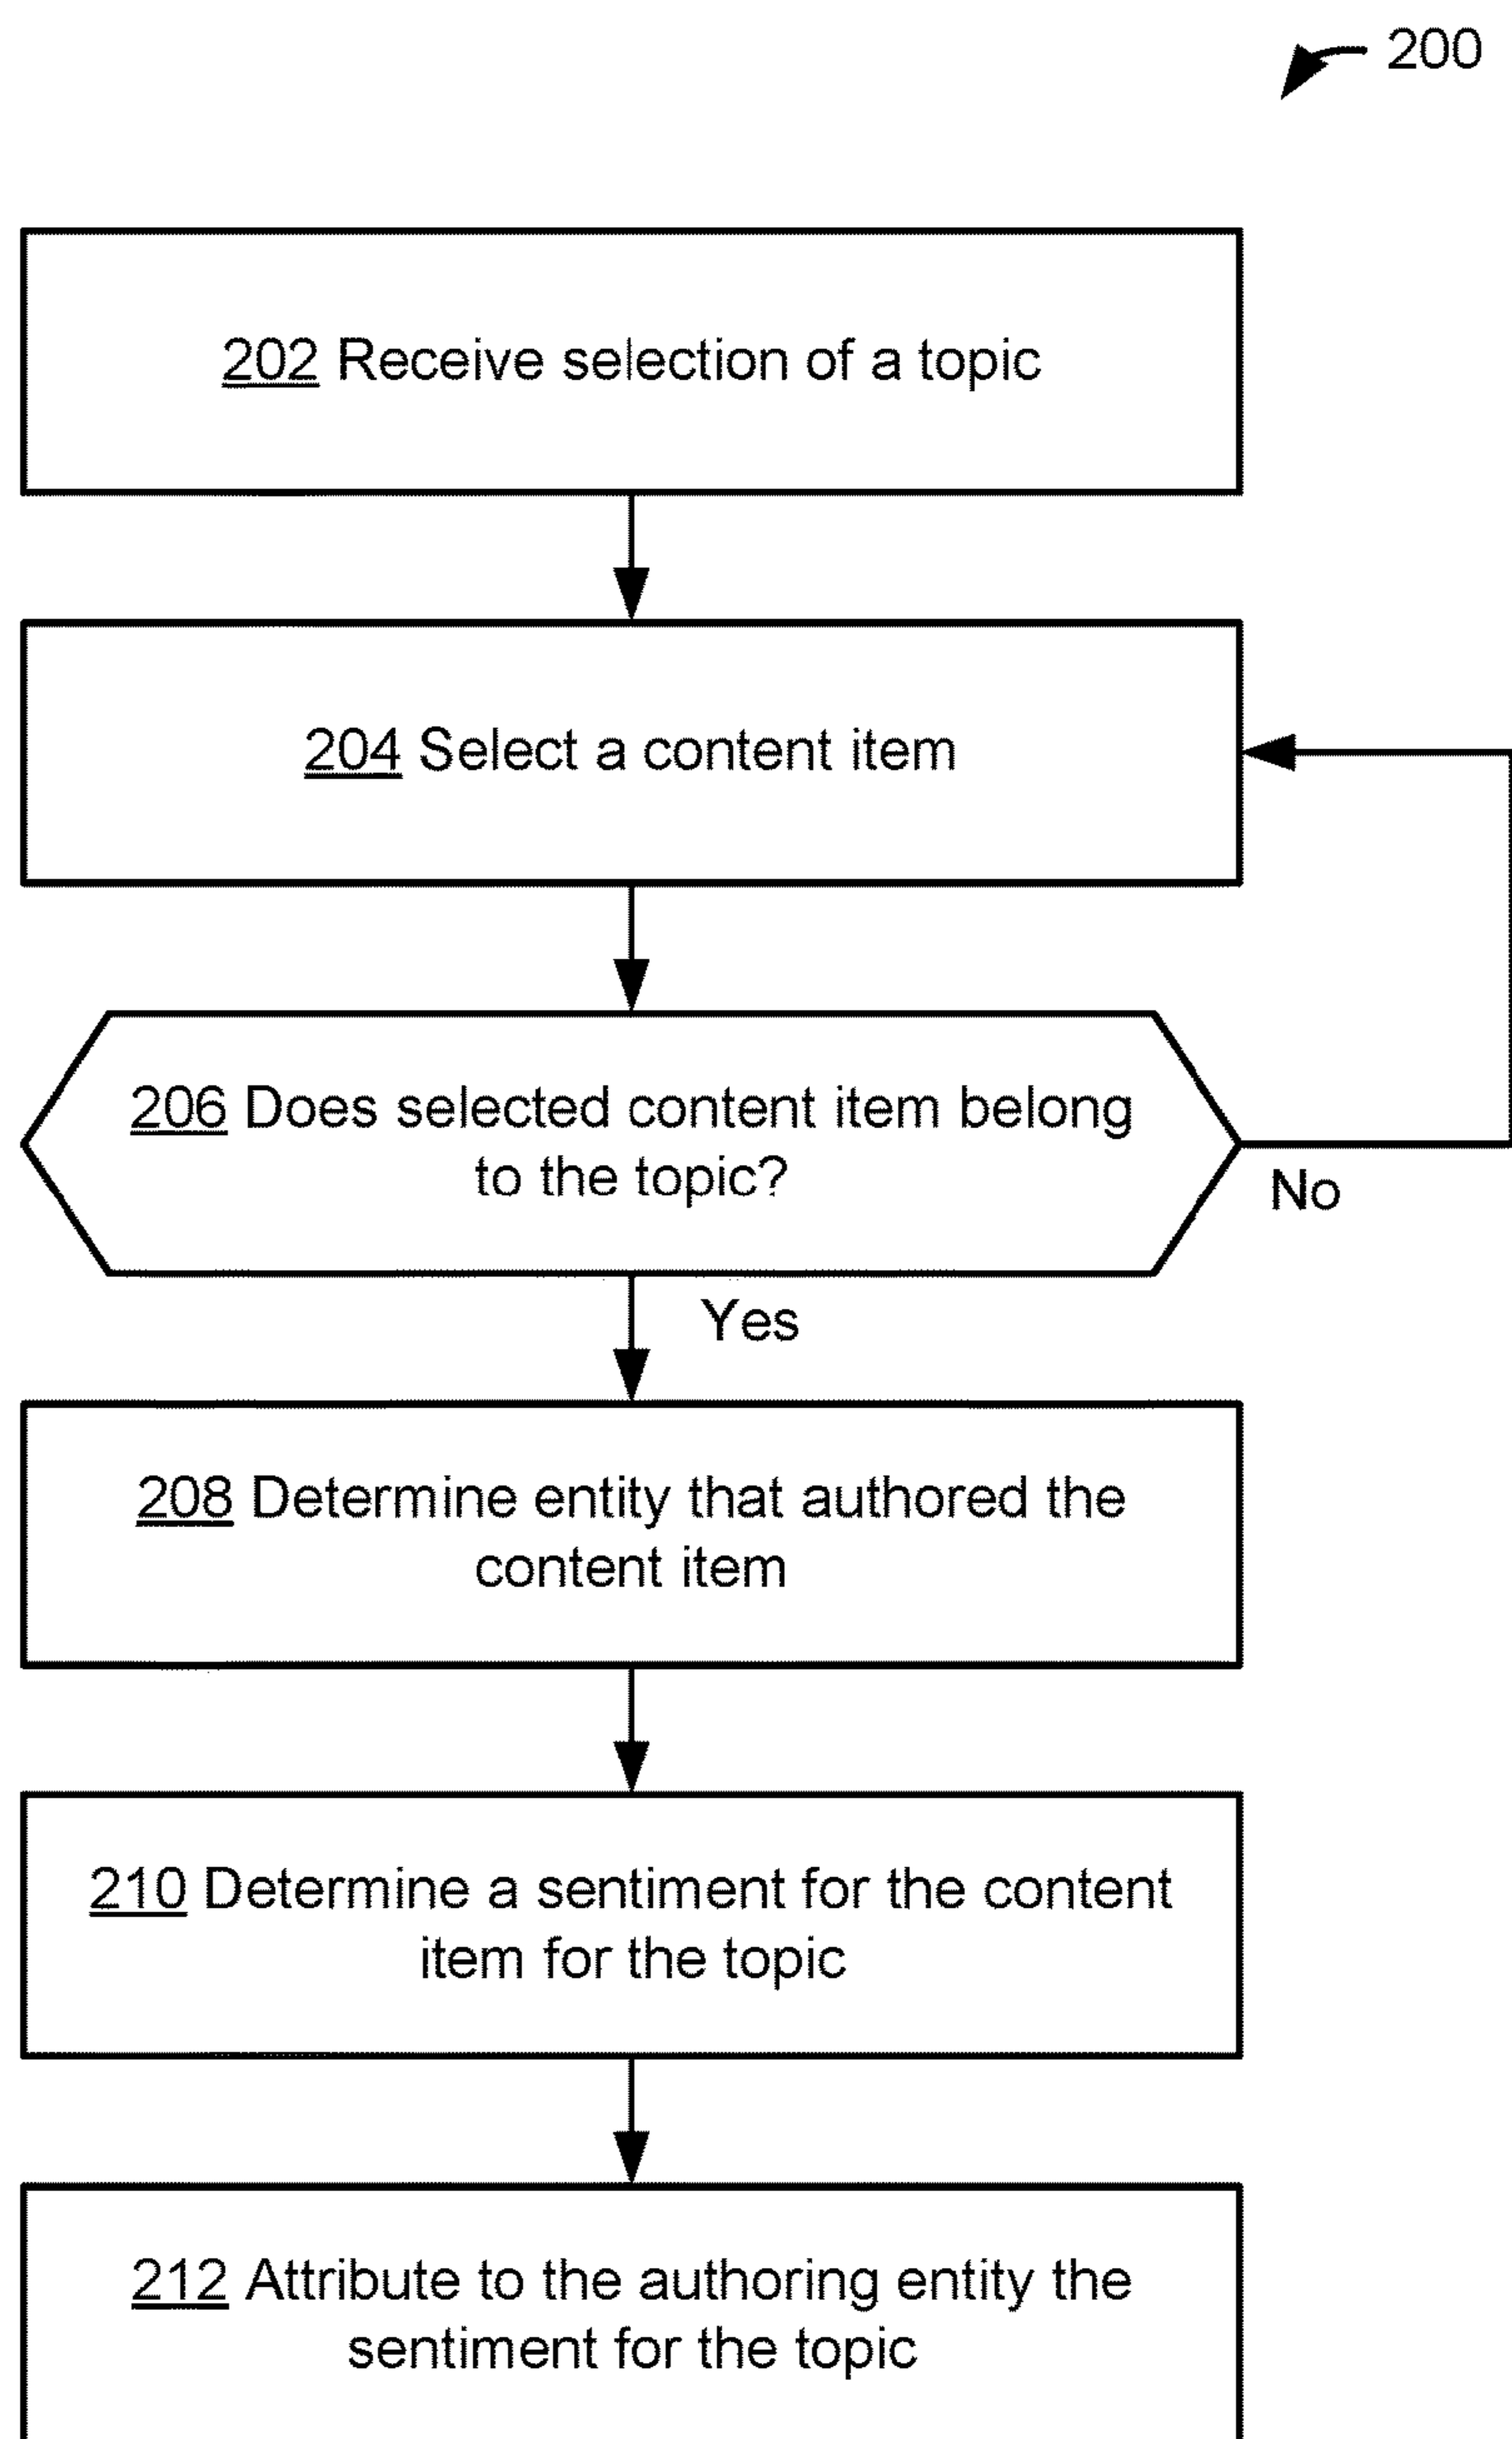 200
202 Receive selection of a topic
204 Select a content item
206 Does selected content item belong
to the topic?
No
Yes
208 Determine entity that authored the
content item
210 Determine a sentiment for the content
item for the topic
212 Attribute to the authoring entity the
sentiment for the topic